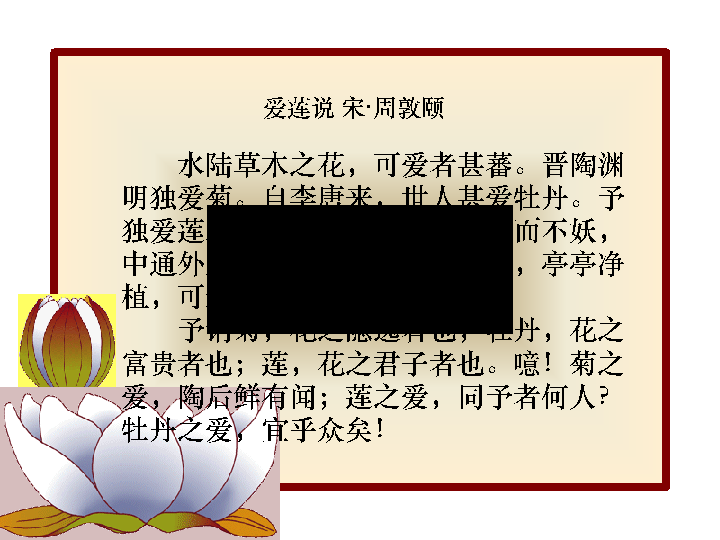 爱莲说 宋·周敦颐
水陆草木之花，可爱者甚蕃。晋陶渊
明独爱菊。自李唐来，世人甚爱牡丹。予
独爱莲 而不妖，
中通外 ，亭亭净
植，可
予谓菊，花之隐逸者也；牡丹，花之
富贵者也；莲，花之君子者也。噫！菊之
爱，陶后鲜有闻；莲之爱，同予者何人？
牡丹之爱，宜乎众矣！